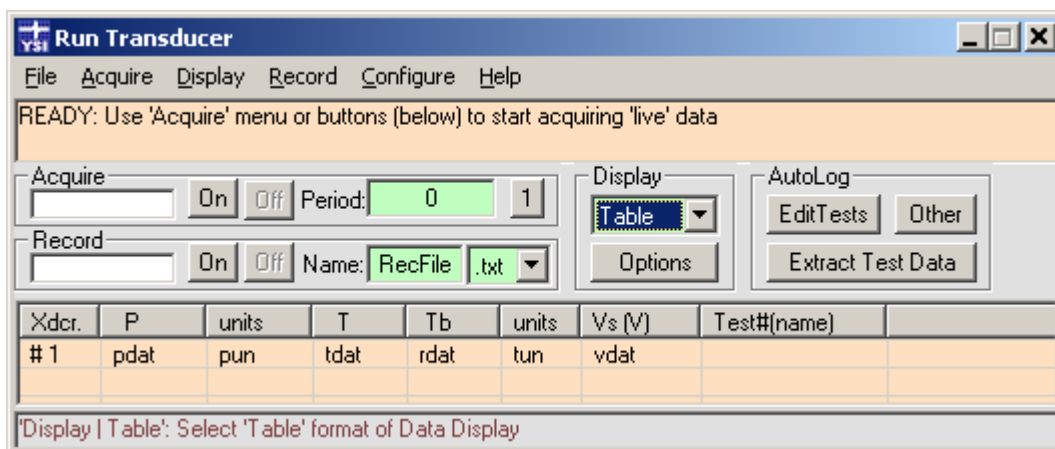 YSI Run Transducer
File Acquire Display Record Configure Help
READY: Use 'Acquire' menu or buttons (below) to start acquiring 'live' data
Acquire
On Off Period: 0 1
Record
On Off Name: RecFile .txt
Display
Table
Options
AutoLog
EditTests Other
Extract Test Data
Xdcr. P units T Tb units Vs (V) Test#(name)
# 1 pdat pun tdat rdat tun vdat
'Display | Table': Select 'Table' format of Data Display